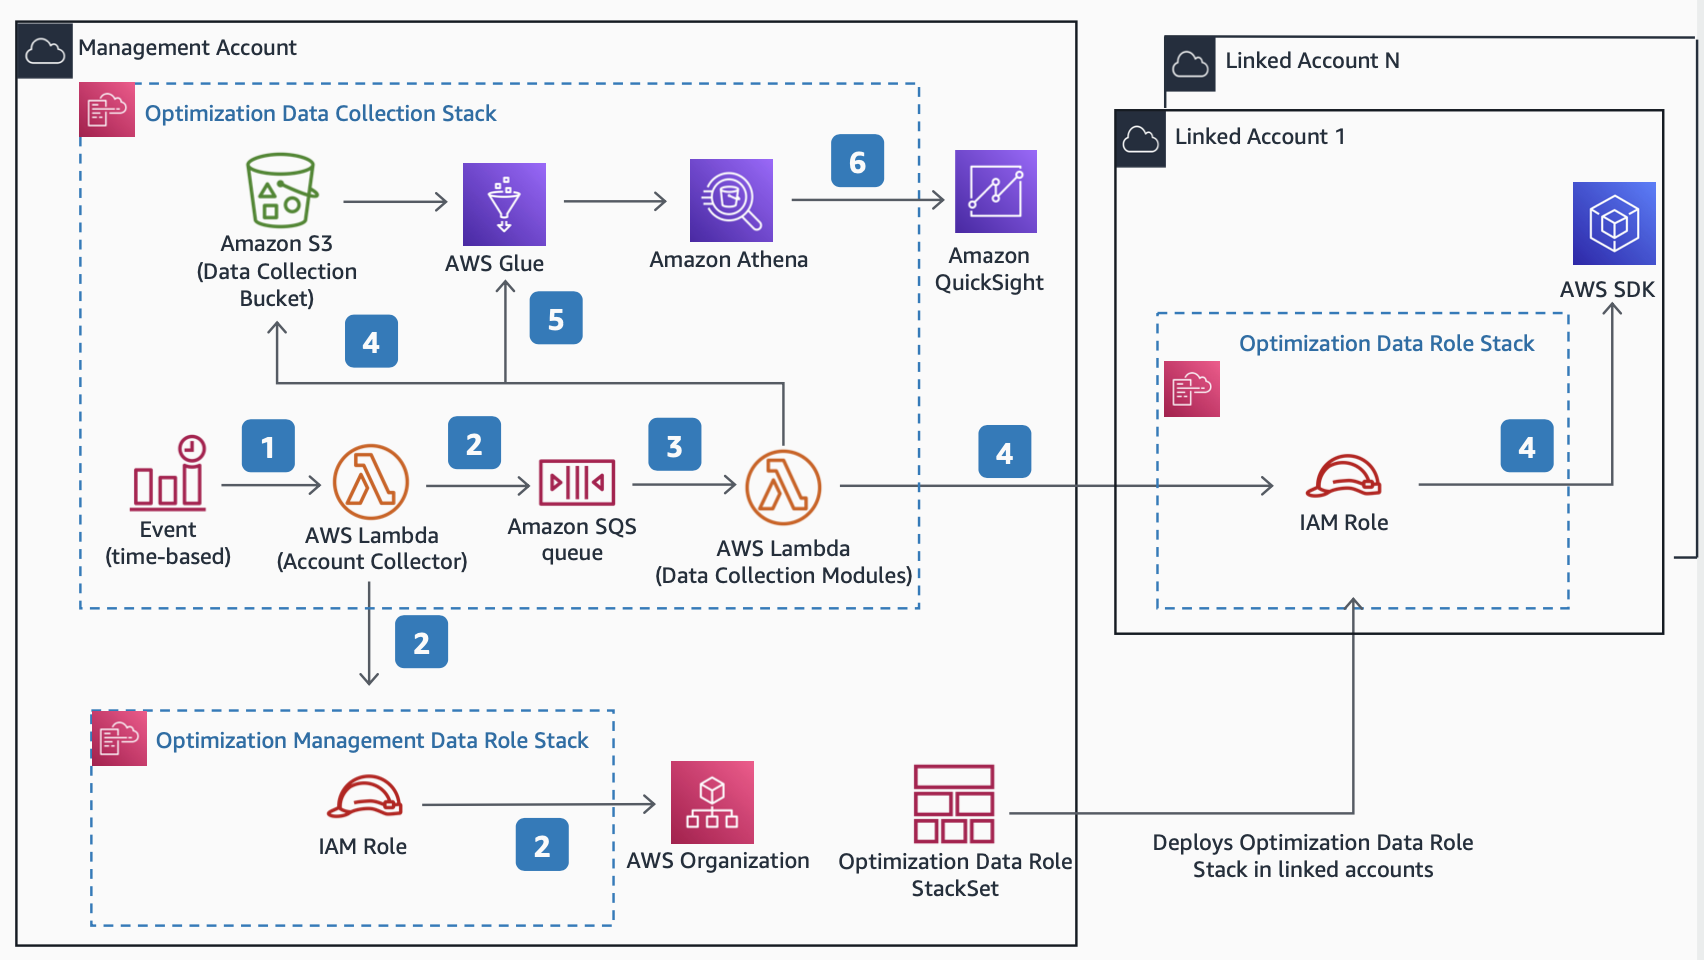 Management Account
Optimization Data Collection Stack
Amazon S3
(Data Collection
Bucket)
AWS Glue
Amazon Athena
6
Amazon
QuickSight
4
5
1
2
3
Event
(time-based)
AWS Lambda
(Account Collector)
Amazon SQS
queue
AWS Lambda
(Data Collection Modules)
4
2
Optimization Management Data Role Stack
IAM Role
2
AWS Organization
Optimization Data Role
StackSet
Linked Account N
Linked Account 1
AWS SDK
Optimization Data Role Stack
4
IAM Role
Deploys Optimization Data Role
Stack in linked accounts